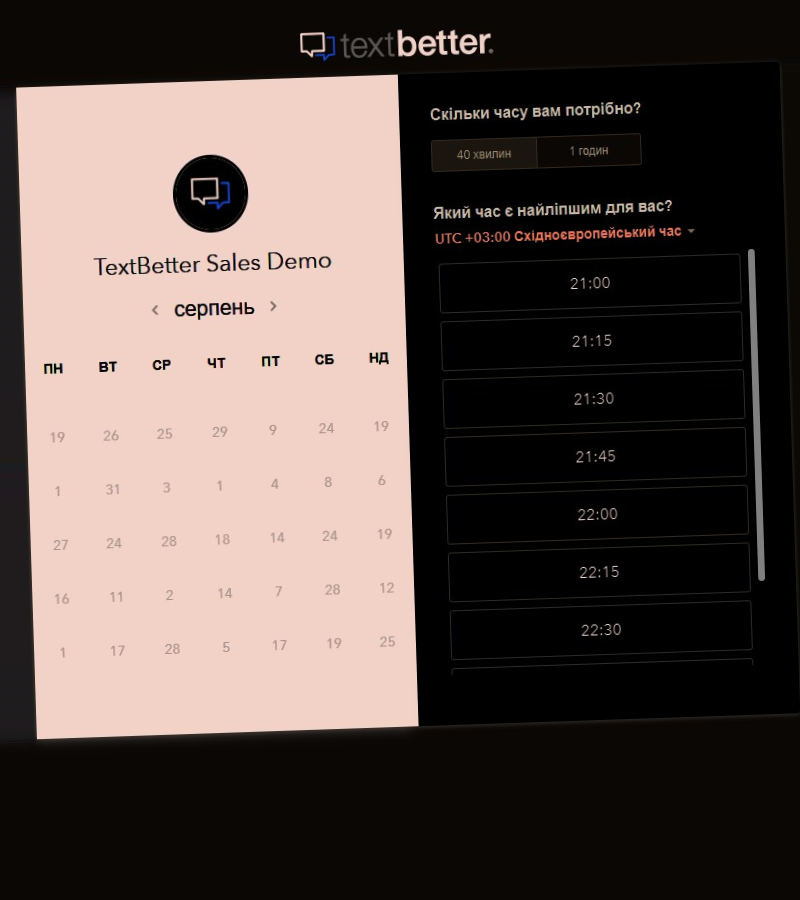 textbetter.
TextBetter Sales Demo
серпень
ПН ВТ СР ЧТ ПТ СБ НД
19 26 25 29 9 24 19
1 31 3 1 4 8 6
27 24 28 18 14 24 19
16 11 2 14 7 28 12
1 17 28 5 17 19 25
Скільки часу вам потрібно?
40 хвилин 1 годин
Який час є найліпшим для вас?
UTC +03:00 Східноєвропейський час
21:00
21:15
21:30
21:45
22:00
22:15
22:30